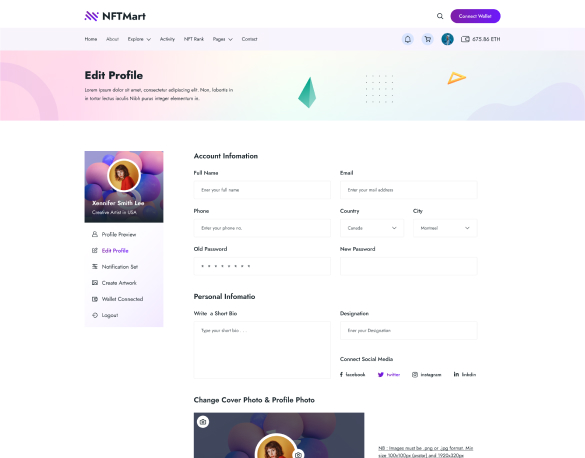 NFTMart
Connect Wallet
Home About Explore Activity NFT Rank Pages Contact
675.86 ETH
Edit Profile
Lorem ipsum dolor sit amet, consectetur adipiscing elit. Non, lobortis in
in tortor lectus iaculis Nibh purus integer elementum in.
Xennifer Smith Lee
Creative Artist in USA
Profile Preview
Edit Profile
Notification Set
Create Artwork
Wallet Connected
Logout
Account Infomation
Full Name
Email
Enter your full name
Enter your mail address
Phone
Country
City
Enter your phone no.
Canada
Montreal
Old Password
New Password
Personal Infomatio
Write a Short Bio
Designation
Type your short bio . . .
Enter your Designation
Connect Social Media
facebook
twitter
instagram
linkdin
Change Cover Photo & Profile Photo
NB : Images must be .png or .jpg format. Min
size 100x100px (avatar) and 1920x320px